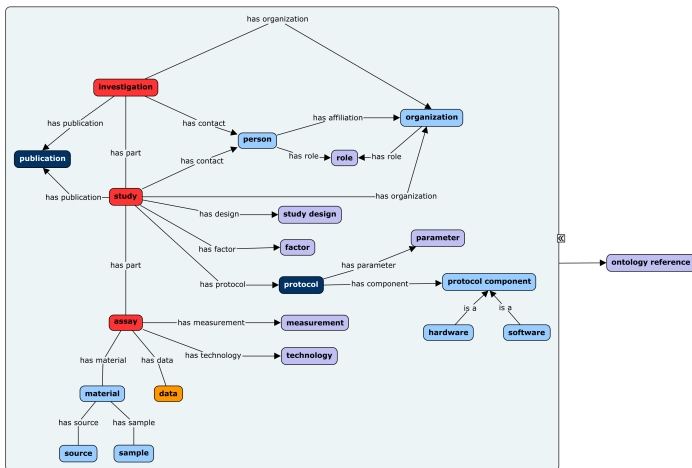 has organization
investigation
has publication
has contact
has affiliation
organization
person
has part
has role
role
has role
publication
has contact
has publication
study
has organization
has design
study design
has factor
factor
parameter
has part
has parameter
ontology reference
has protocol
protocol
has component
protocol component
is a
is a
assay
has measurement
measurement
hardware
software
has technology
technology
has material
has data
material
data
has source
has sample
source
sample